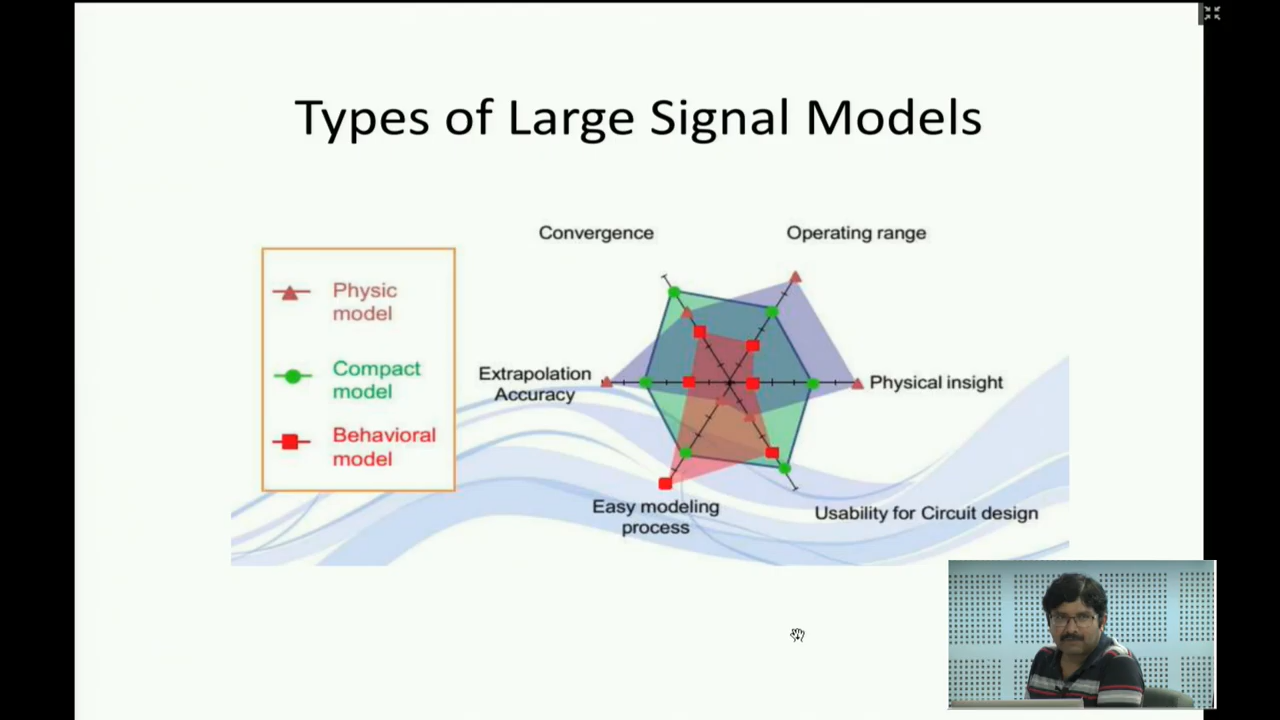 Types of Large Signal Models
Physic
model
Compact
model
Behavioral
model
Convergence
Operating range
Extrapolation
Accuracy
Physical insight
Easy modeling
process
Usability for Circuit design